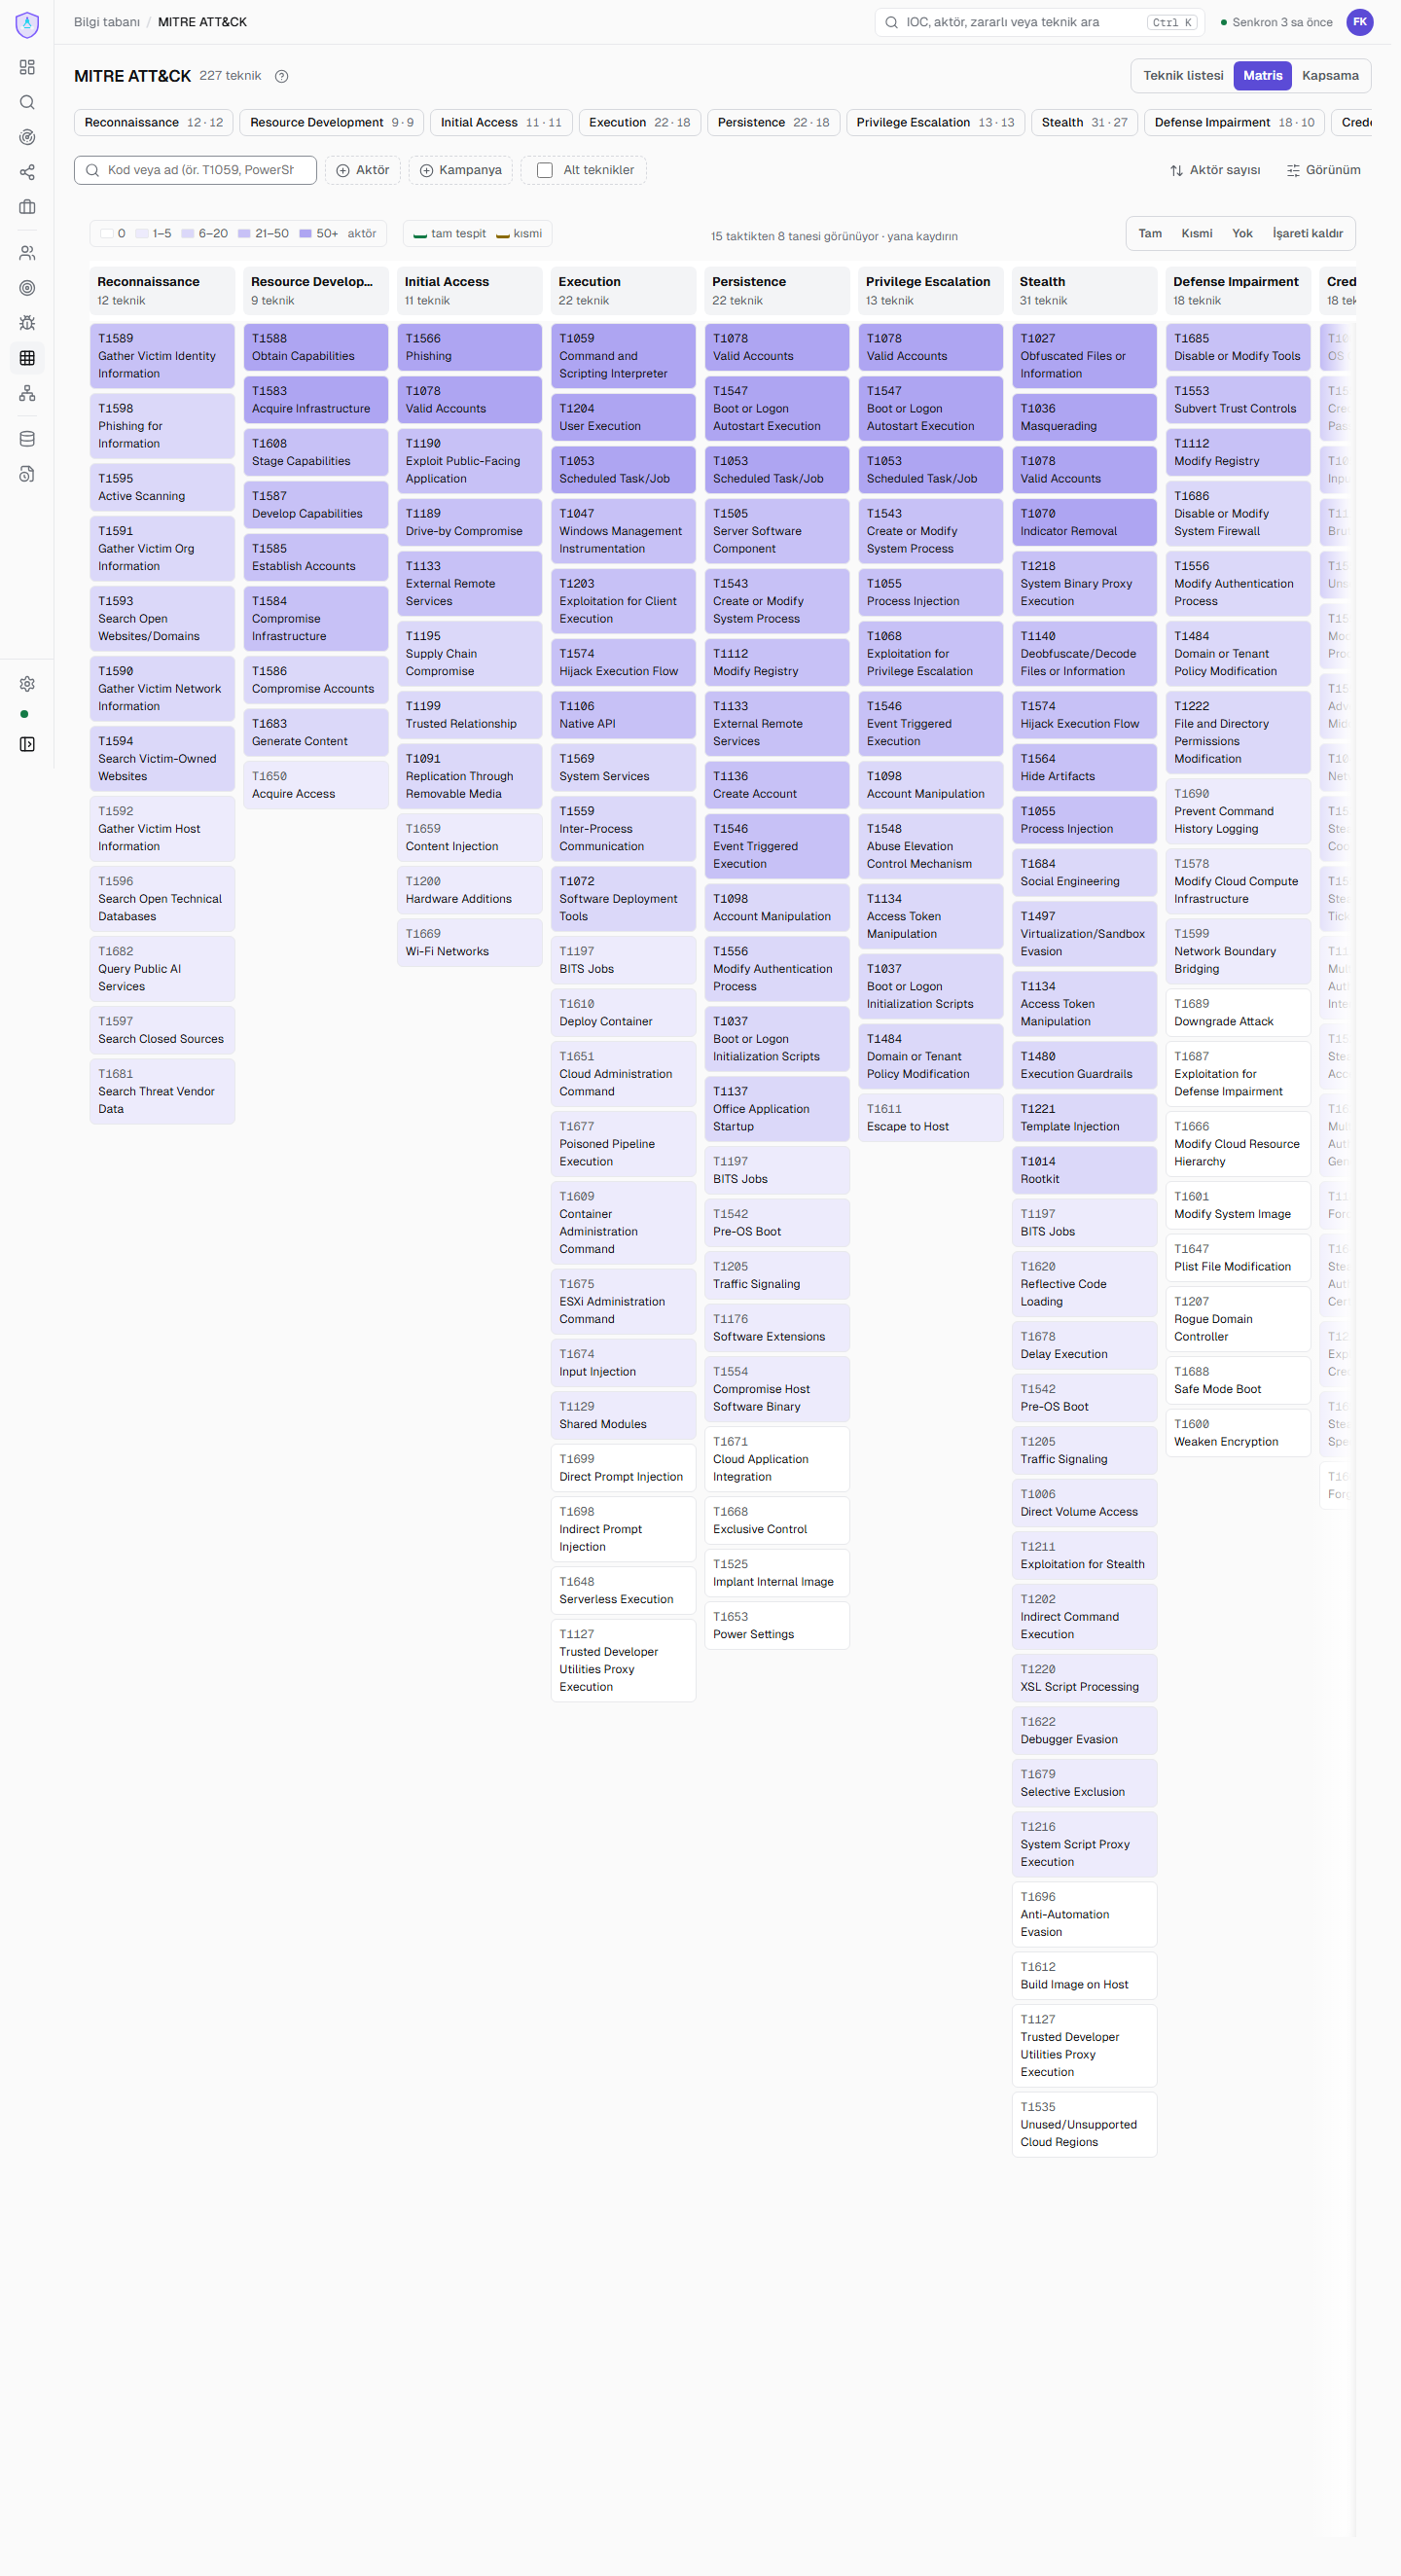 Bilgi tabanı / MITRE ATT&CK
IOC, aktör, zararlı veya teknik ara
Ctrl K
Senkron 3 sa önce
FK
MITRE ATT&CK 227 teknik
Teknik listesi
Matris
Kapsama
Reconnaissance 12 · 12
Resource Development 9 · 9
Initial Access 11 · 11
Execution 22 · 18
Persistence 22 · 18
Privilege Escalation 13 · 13
Stealth 31 · 27
Defense Impairment 18 · 10
Kod veya ad (ör. T1059, PowerSh
Aktör
Kampanya
Alt teknikler
Aktör sayısı
Görünüm
0 1–5 6–20 21–50 50+ aktör
tam tespit kısmi
15 taktikten 8 tanesi görünüyor · yana kaydırın
Tam
Kısmi
Yok
İşareti kaldır
Reconnaissance
12 teknik
T1589
Gather Victim Identity
Information
T1598
Phishing for
Information
T1595
Active Scanning
T1591
Gather Victim Org
Information
T1593
Search Open
Websites/Domains
T1590
Gather Victim Network
Information
T1594
Search Victim-Owned
Websites
T1592
Gather Victim Host
Information
T1596
Search Open Technical
Databases
T1682
Query Public AI
Services
T1597
Search Closed Sources
T1681
Search Threat Vendor
Data
Resource Develop...
9 teknik
T1588
Obtain Capabilities
T1583
Acquire Infrastructure
T1608
Stage Capabilities
T1587
Develop Capabilities
T1585
Establish Accounts
T1584
Compromise
Infrastructure
T1586
Compromise Accounts
T1683
Generate Content
T1650
Acquire Access
Initial Access
11 teknik
T1566
Phishing
T1078
Valid Accounts
T1190
Exploit Public-Facing
Application
T1189
Drive-by Compromise
T1133
External Remote
Services
T1195
Supply Chain
Compromise
T1199
Trusted Relationship
T1091
Replication Through
Removable Media
T1659
Content Injection
T1200
Hardware Additions
T1669
Wi-Fi Networks
Execution
22 teknik
T1059
Command and
Scripting Interpreter
T1204
User Execution
T1053
Scheduled Task/Job
T1047
Windows Management
Instrumentation
T1203
Exploitation for Client
Execution
T1574
Hijack Execution Flow
T1106
Native API
T1569
System Services
T1559
Inter-Process
Communication
T1072
Software Deployment
Tools
T1197
BITS Jobs
T1610
Deploy Container
T1651
Cloud Administration
Command
T1677
Poisoned Pipeline
Execution
T1609
Container
Administration
Command
T1675
ESXi Administration
Command
T1674
Input Injection
T1129
Shared Modules
T1699
Direct Prompt Injection
T1698
Indirect Prompt
Injection
T1648
Serverless Execution
T1127
Trusted Developer
Utilities Proxy
Execution
Persistence
22 teknik
T1078
Valid Accounts
T1547
Boot or Logon
Autostart Execution
T1053
Scheduled Task/Job
T1505
Server Software
Component
T1543
Create or Modify
System Process
T1112
Modify Registry
T1133
External Remote
Services
T1136
Create Account
T1546
Event Triggered
Execution
T1098
Account Manipulation
T1556
Modify Authentication
Process
T1037
Boot or Logon
Initialization Scripts
T1137
Office Application
Startup
T1197
BITS Jobs
T1542
Pre-OS Boot
T1205
Traffic Signaling
T1176
Software Extensions
T1554
Compromise Host
Software Binary
T1671
Cloud Application
Integration
T1668
Exclusive Control
T1525
Implant Internal Image
T1653
Power Settings
Privilege Escalation
13 teknik
T1078
Valid Accounts
T1547
Boot or Logon
Autostart Execution
T1053
Scheduled Task/Job
T1543
Create or Modify
System Process
T1055
Process Injection
T1068
Exploitation for
Privilege Escalation
T1546
Event Triggered
Execution
T1098
Account Manipulation
T1548
Abuse Elevation
Control Mechanism
T1134
Access Token
Manipulation
T1037
Boot or Logon
Initialization Scripts
T1484
Domain or Tenant
Policy Modification
T1611
Escape to Host
Stealth
31 teknik
T1027
Obfuscated Files or
Information
T1036
Masquerading
T1078
Valid Accounts
T1070
Indicator Removal
T1218
System Binary Proxy
Execution
T1140
Deobfuscate/Decode
Files or Information
T1574
Hijack Execution Flow
T1564
Hide Artifacts
T1055
Process Injection
T1684
Social Engineering
T1497
Virtualization/Sandbox
Evasion
T1134
Access Token
Manipulation
T1480
Execution Guardrails
T1221
Template Injection
T1014
Rootkit
T1197
BITS Jobs
T1620
Reflective Code
Loading
T1678
Delay Execution
T1542
Pre-OS Boot
T1205
Traffic Signaling
T1006
Direct Volume Access
T1211
Exploitation for Stealth
T1202
Indirect Command
Execution
T1220
XSL Script Processing
T1622
Debugger Evasion
T1679
Selective Exclusion
T1216
System Script Proxy
Execution
T1696
Anti-Automation
Evasion
T1612
Build Image on Host
T1127
Trusted Developer
Utilities Proxy
Execution
T1535
Unused/Unsupported
Cloud Regions
Defense Impairment
18 teknik
T1685
Disable or Modify Tools
T1553
Subvert Trust Controls
T1112
Modify Registry
T1686
Disable or Modify
System Firewall
T1556
Modify Authentication
Process
T1484
Domain or Tenant
Policy Modification
T1222
File and Directory
Permissions
Modification
T1690
Prevent Command
History Logging
T1578
Modify Cloud Compute
Infrastructure
T1599
Network Boundary
Bridging
T1689
Downgrade Attack
T1687
Exploitation for
Defense Impairment
T1666
Modify Cloud Resource
Hierarchy
T1601
Modify System Image
T1647
Plist File Modification
T1207
Rogue Domain
Controller
T1688
Safe Mode Boot
T1600
Weaken Encryption